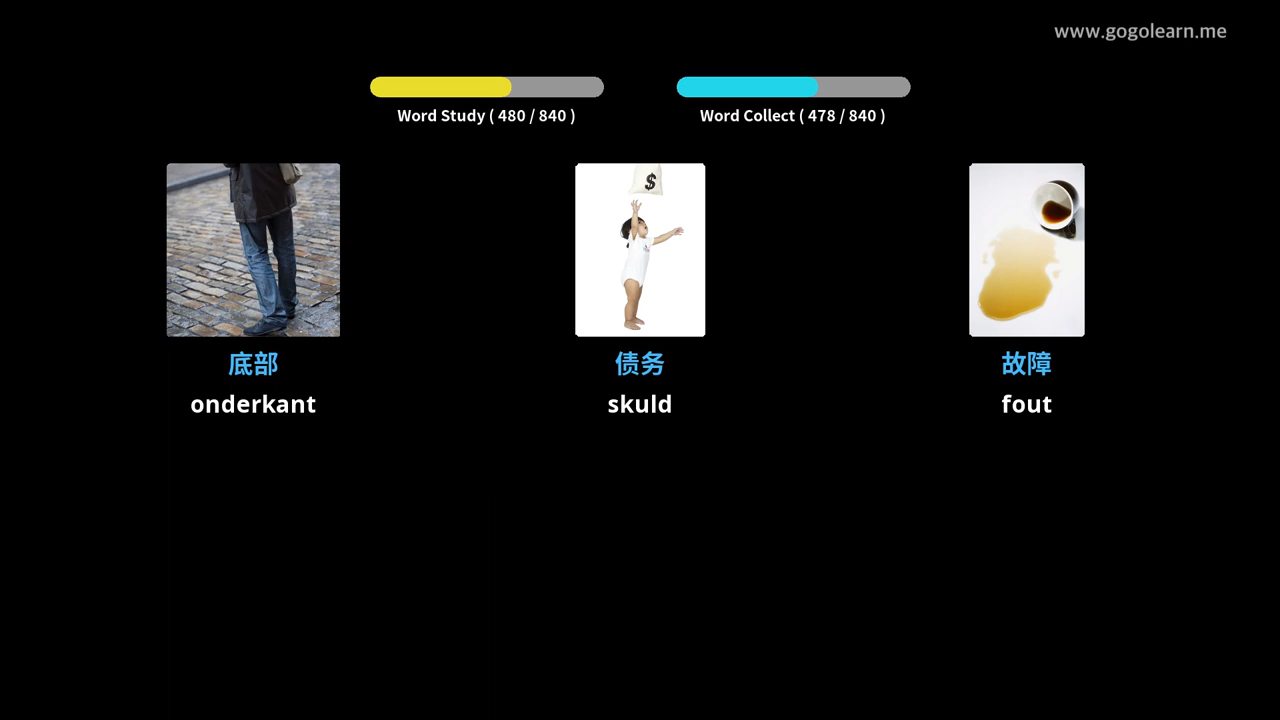 www.gogolearn.me
Word Study ( 480 / 840 )
Word Collect ( 478 / 840 )
$
底部
onderkant
债务
skuld
故障
fout